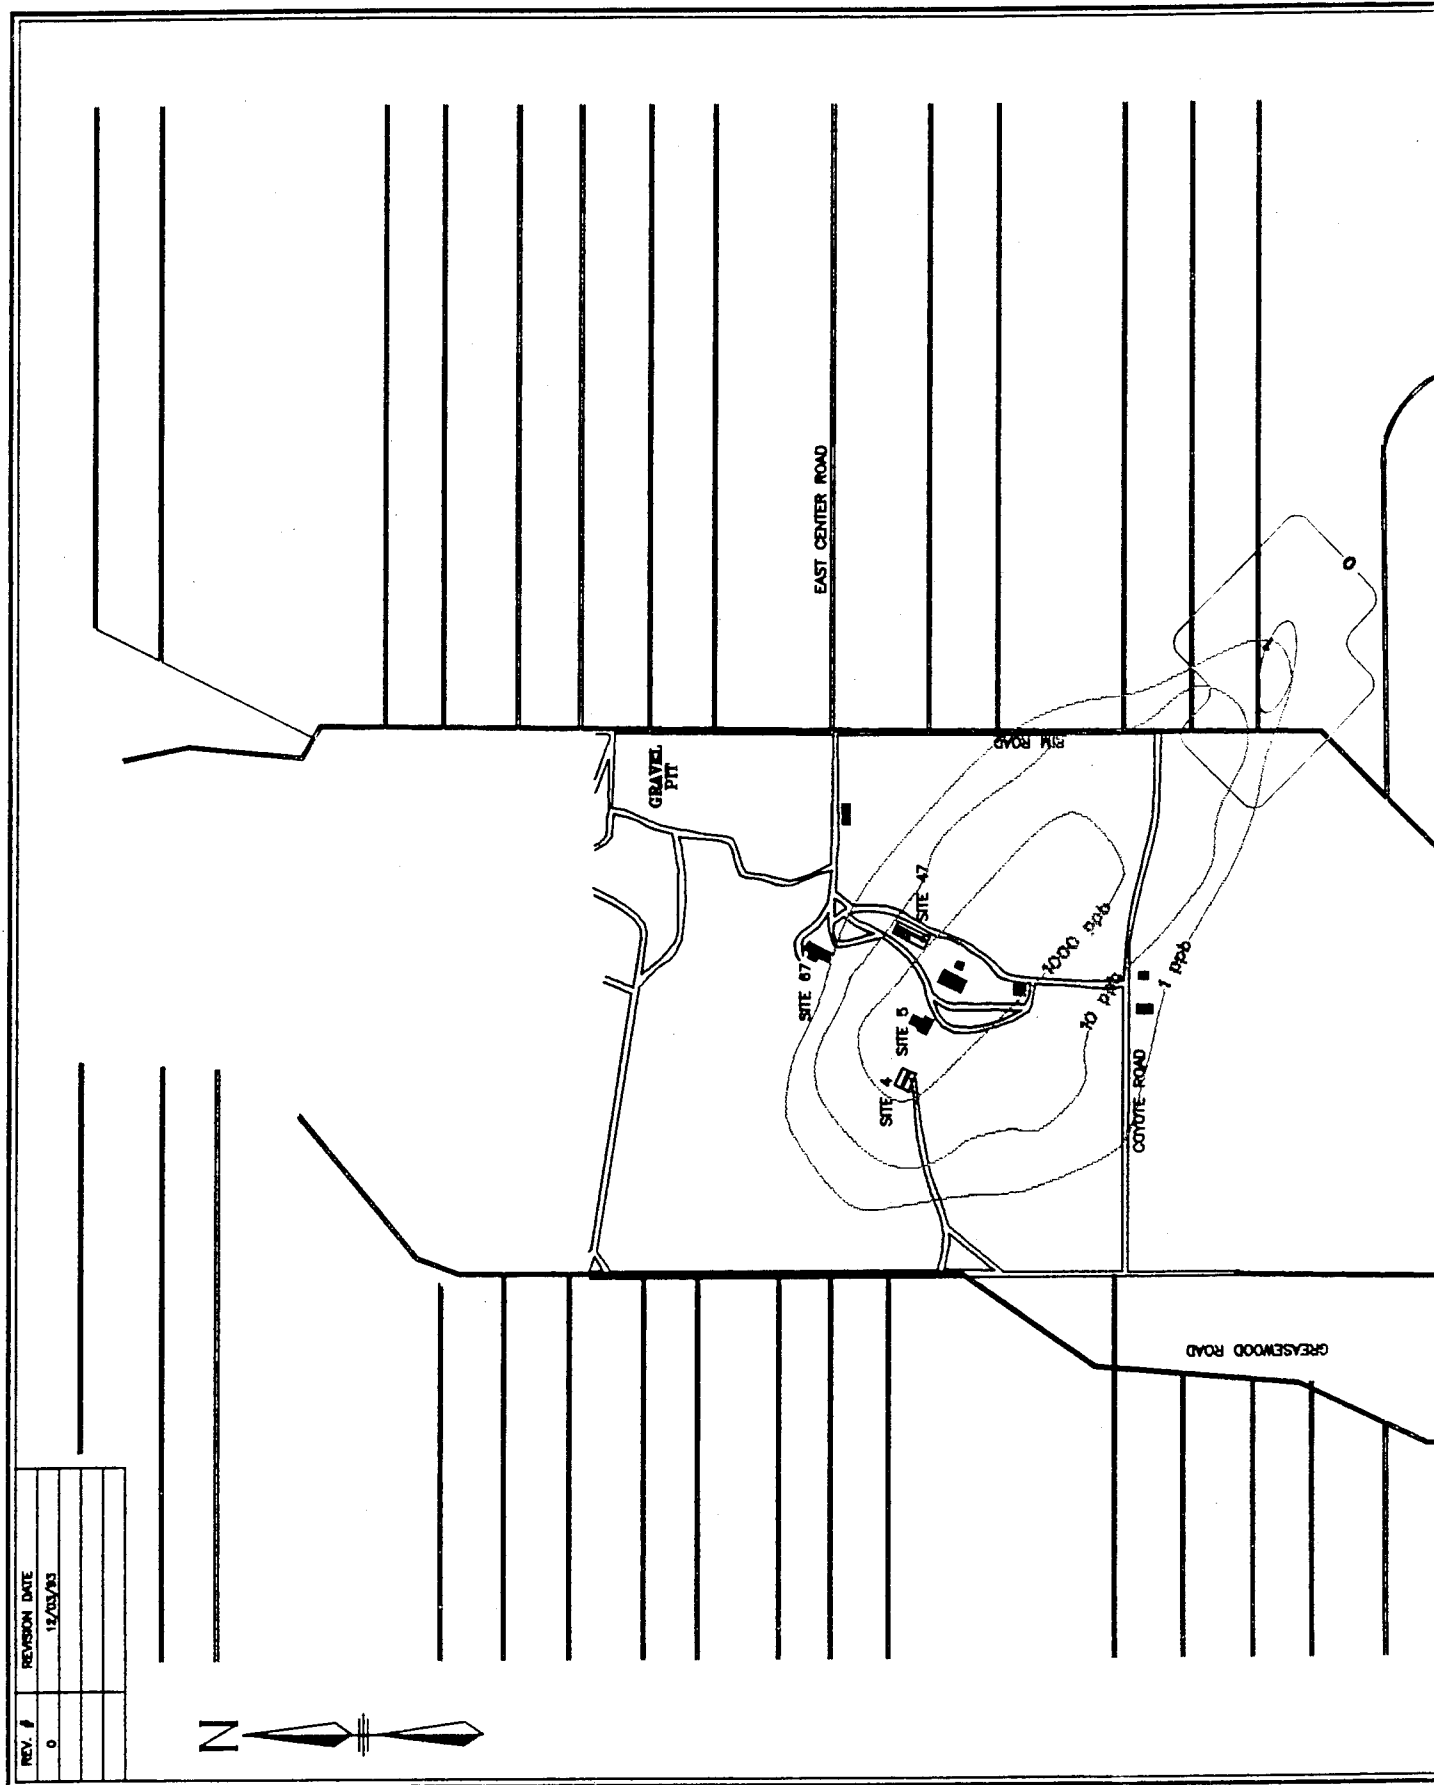 REV. #
REVISION DATE
0
12/03/93
N
GRAVEL
PIT
EAST CENTER ROAD
RIM ROAD
SITE 47
SITE 67
SITE 5
SITE 4
1000 ppb
10 ppb
1 ppb
COYOTE ROAD
GREASEWOOD ROAD
1
0